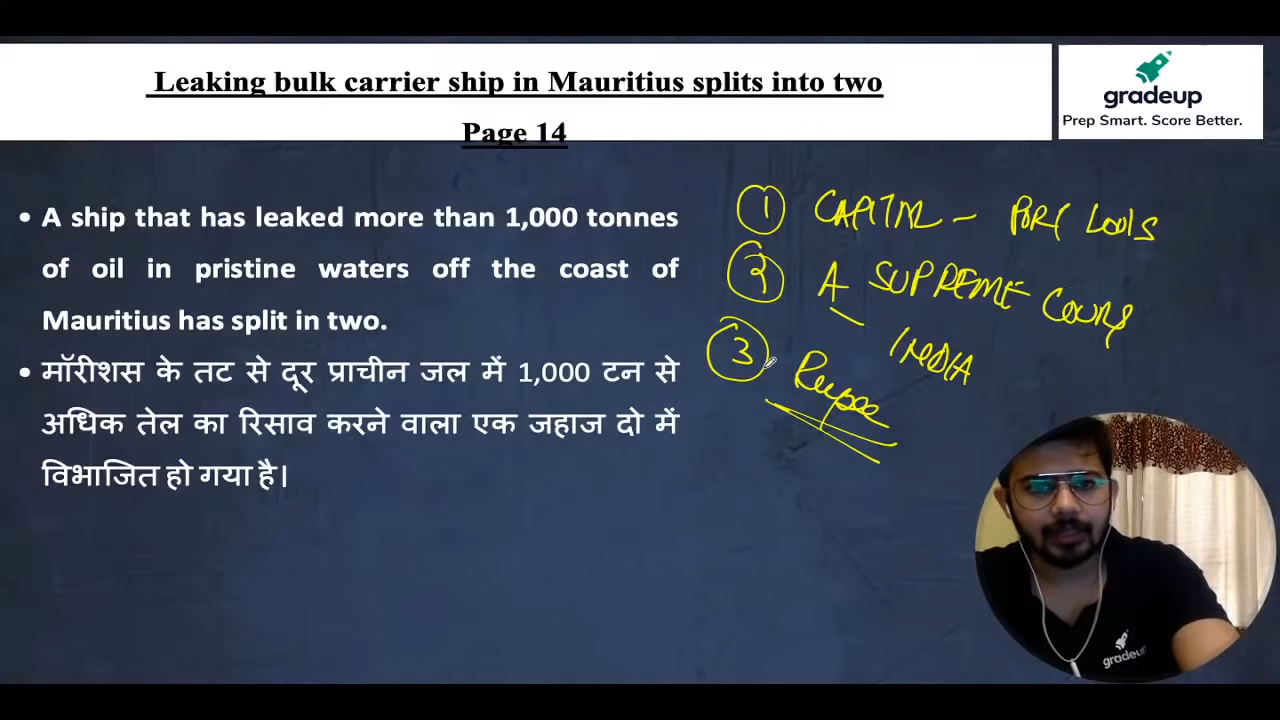 Leaking bulk carrier ship in Mauritius splits into two
Page 14
gradeup
Prep Smart. Score Better.
• A ship that has leaked more than 1,000 tonnes
of oil in pristine waters off the coast of
Mauritius has split in two.
• मॉरीशस के तट से दूर प्राचीन जल में 1,000 टन से
अधिक तेल का रिसाव करने वाला एक जहाज दो में
विभाजित हो गया है।
1 CAPITAL - PORT LOUIS
2 A SUPREME COURT
INDIA
3 Rupee
gradeup